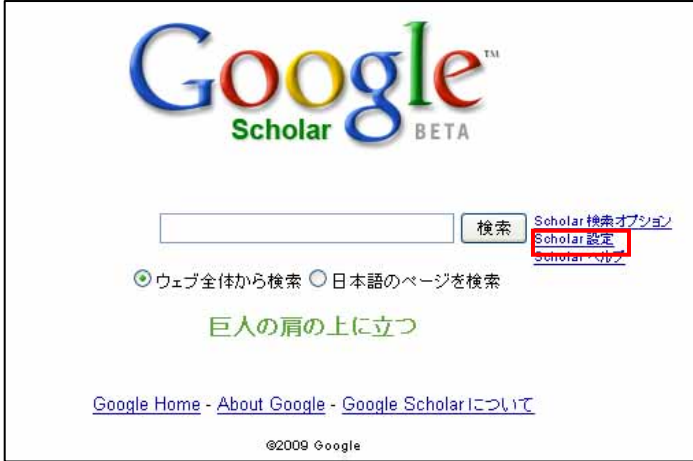 Google™
Scholar BETA
検索
Scholar 検索オプション
Scholar 設定
Scholar ヘルプ
ウェブ全体から検索 日本語のページを検索
巨人の肩の上に立つ
Google Home - About Google - Google Scholarについて
©2009 Google